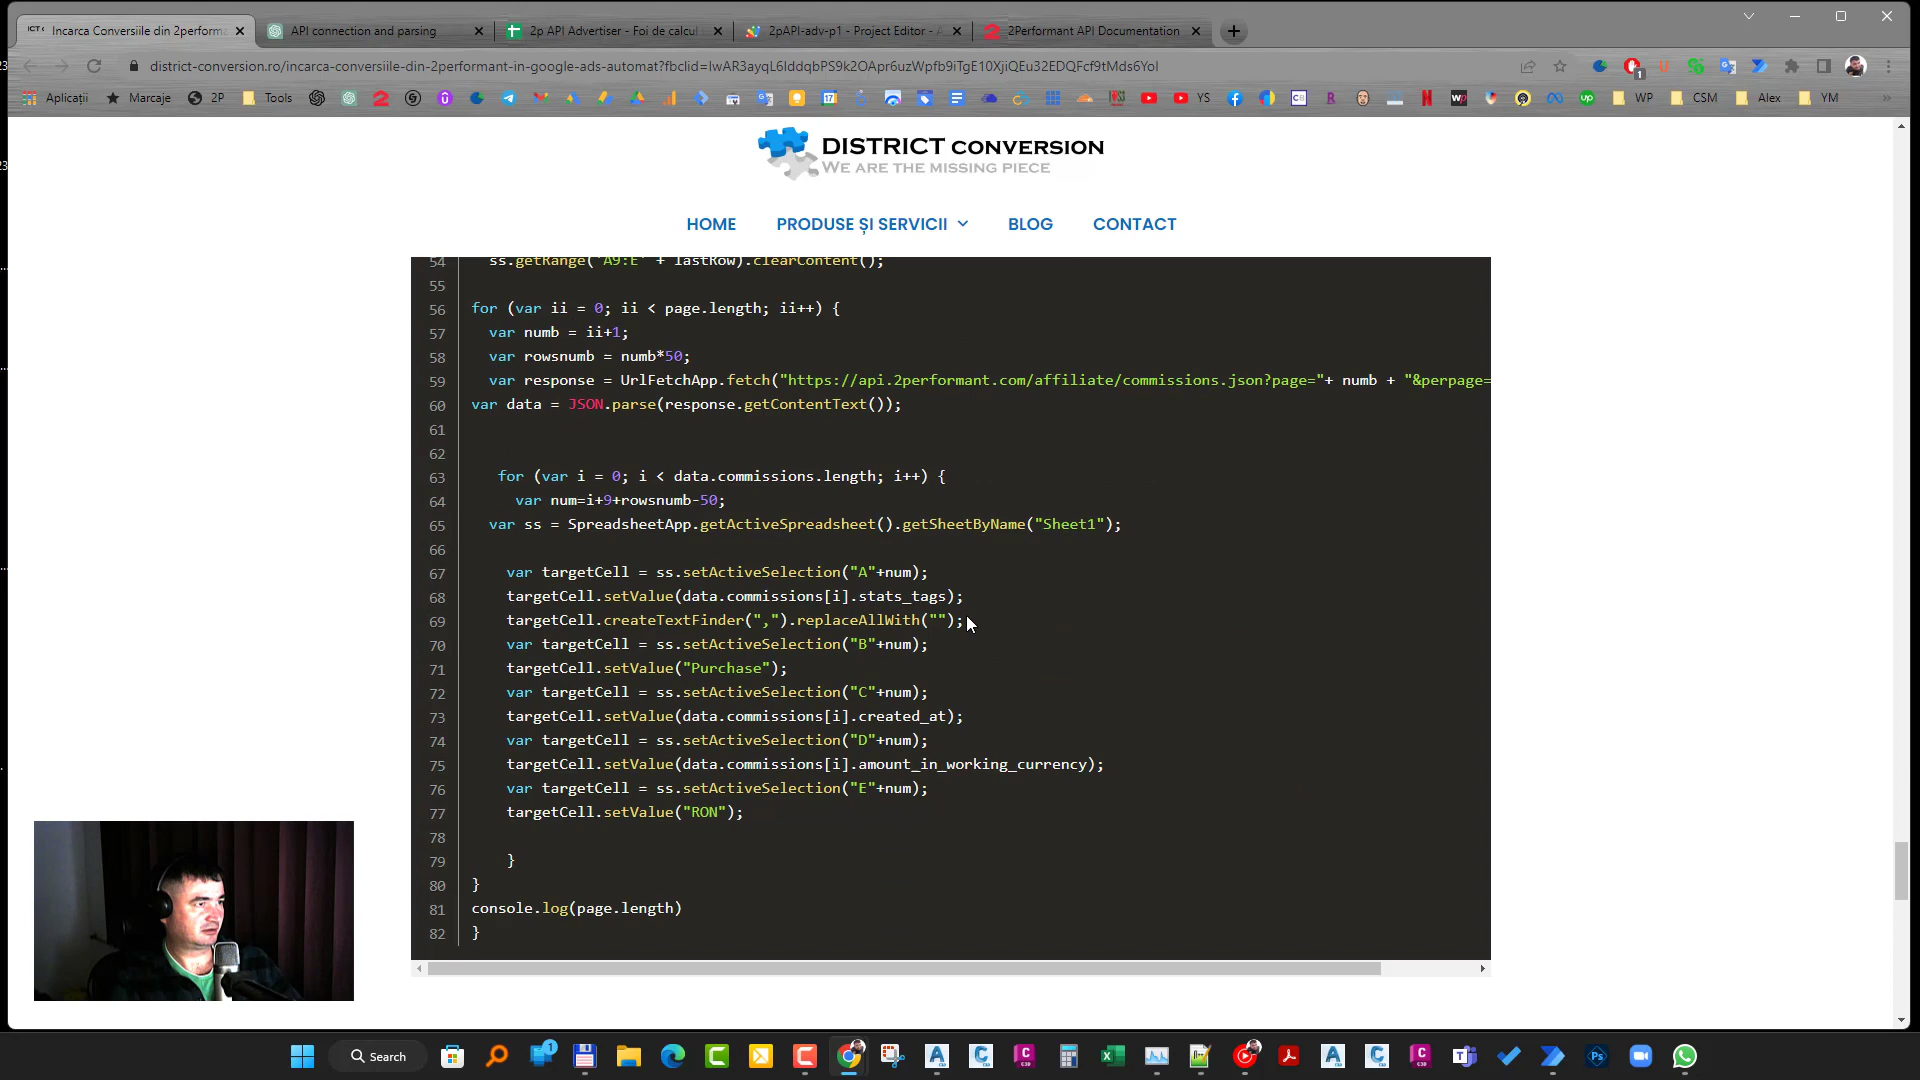 Incarca Conversiile din 2performa
API connection and parsing
2p API Advertiser - Foi de calcul
2pAPI-adv-p1 - Project Editor - A
2Performant API Documentation
district-conversion.ro/incarca-conversiile-din-2performant-in-google-ads-automat?fbclid=IwAR3ayqL6IddqbPS9k2OApr6uzWpfb9iTgE10XjiQEu32EDQFcf9tMds6YoI
Aplicații
Marcaje
2P
Tools
YS
WP
CSM
Alex
YM
DISTRICT CONVERSION
WE ARE THE MISSING PIECE
HOME
PRODUSE ȘI SERVICII
BLOG
CONTACT
54 ss.getRange('A9:E' + lastRow).clearContent();
55
56 for (var ii = 0; ii < page.length; ii++) {
57 var numb = ii+1;
58 var rowsnumb = numb*50;
59 var response = UrlFetchApp.fetch("https://api.2performant.com/affiliate/commissions.json?page="+ numb + "&perpage=
60 var data = JSON.parse(response.getContentText());
61
62
63 for (var i = 0; i < data.commissions.length; i++) {
64 var num=i+9+rowsnumb-50;
65 var ss = SpreadsheetApp.getActiveSpreadsheet().getSheetByName("Sheet1");
66
67 var targetCell = ss.setActiveSelection("A"+num);
68 targetCell.setValue(data.commissions[i].stats_tags);
69 targetCell.createTextFinder(",").replaceAllWith("");
70 var targetCell = ss.setActiveSelection("B"+num);
71 targetCell.setValue("Purchase");
72 var targetCell = ss.setActiveSelection("C"+num);
73 targetCell.setValue(data.commissions[i].created_at);
74 var targetCell = ss.setActiveSelection("D"+num);
75 targetCell.setValue(data.commissions[i].amount_in_working_currency);
76 var targetCell = ss.setActiveSelection("E"+num);
77 targetCell.setValue("RON");
78
79 }
80 }
81 console.log(page.length)
82 }
Search